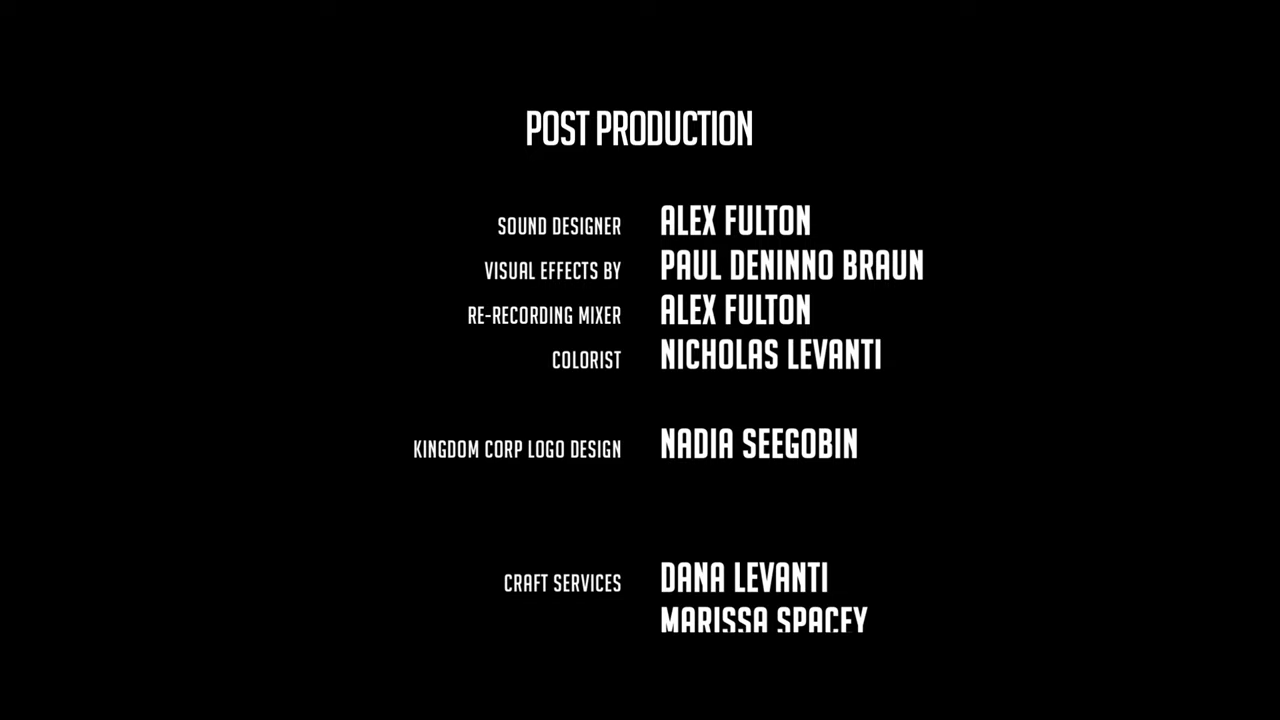 POST PRODUCTION
SOUND DESIGNER ALEX FULTON
VISUAL EFFECTS BY PAUL DENINNO BRAUN
RE-RECORDING MIXER ALEX FULTON
COLORIST NICHOLAS LEVANTI
KINGDOM CORP LOGO DESIGN NADIA SEEGOBIN
CRAFT SERVICES DANA LEVANTI
MARISSA SPACEY